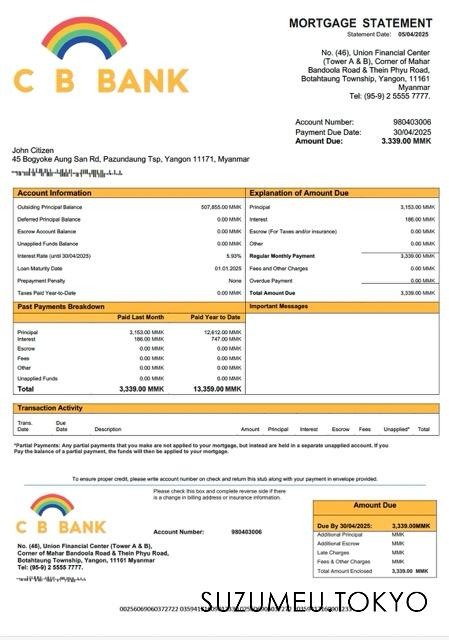 MORTGAGE STATEMENT
Statement Date: 05/04/2025
C B BANK
No. (46), Union Financial Center
(Tower A & B), Corner of Mahar
Bandoola Road & Thein Phyu Road,
Botahtaung Township, Yangon, 11161
Myanmar
Tel: (95-9) 2 5555 7777.
Account Number: 980403006
Payment Due Date: 30/04/2025
Amount Due: 3.339.00 MMK
John Citizen
45 Bogyoke Aung San Rd, Pazundaung Tsp, Yangon 11171, Myanmar
Account Information
Outsiding Principal Balance 507,855.00 MMK
Deferred Principal Balance 0.00 MMK
Escrow Account Balance 0.00 MMK
Unapplied Funds Balance 0.00 MMK
Interest Rate (until 30/04/2025) 5.93%
Loan Maturity Date 01.01.2025
Prepayment Penalty None
Taxes Paid Year-to-Date 0.00 MMK
Explanation of Amount Due
Principal 3,153.00 MMK
Interest 186.00 MMK
Escrow (For Taxes and/or insurance) 0.00 MMK
Other 0.00 MMK
Regular Monthly Payment 3,339.00 MMK
Fees and Other Charges 0.00 MMK
Overdue Payment 0.00 MMK
Total Amount Due 3,339.00 MMK
Past Payments Breakdown
Paid Last Month Paid Year to Date
Principal 3,153.00 MMK 12,612.00 MMK
Interest 186.00 MMK 747.00 MMK
Escrow 0.00 MMK 0.00 MMK
Fees 0.00 MMK 0.00 MMK
Other 0.00 MMK 0.00 MMK
Unapplied Funds 0.00 MMK 0.00 MMK
Total 3,339.00 MMK 13,359.00 MMK
Important Messages
Transaction Activity
Trans. Date Due Date Description Amount Principal Interest Escrow Fees Unapplied* Total
*Partial Payments: Any partial payments that you make are not applied to your mortgage, but instead are held in a separate unapplied account. If you
Pay the balance of a partial payment, the funds will then be applied to your mortgage.
To ensure proper credit, please write account number on check and return this stub along with your payment in envelope provided.
Please check this box and complete reverse side if there
is a change in billing address or insurance information.
C B BANK
Account Number: 980403006
No. (46), Union Financial Center (Tower A & B),
Corner of Mahar Bandoola Road & Thein Phyu Road,
Botahtaung Township, Yangon, 11161 Myanmar
Tel: (95-9) 2 5555 7777.
Amount Due
Due By 30/04/2025: 3,339.00MMK
Additional Principal MMK
Additional Escrow MMK
Late Charges MMK
Fees & Other Charges MMK
Total Amount Enclosed 3,339.00 MMK
SUZUMEU.TOKYO